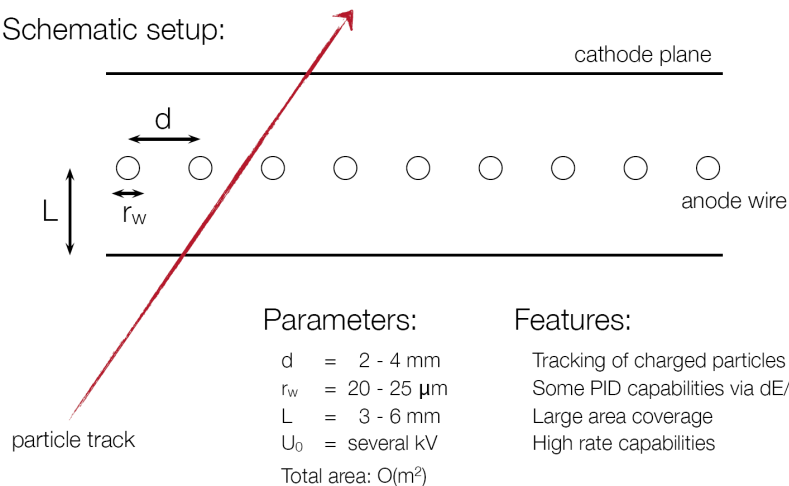 Schematic setup:
cathode plane
d
L
rw
anode wire
particle track
Parameters:
d = 2 - 4 mm
rw = 20 - 25 μm
L = 3 - 6 mm
U0 = several kV
Total area: O(m²)
Features:
Tracking of charged particles
Some PID capabilities via dE/
Large area coverage
High rate capabilities